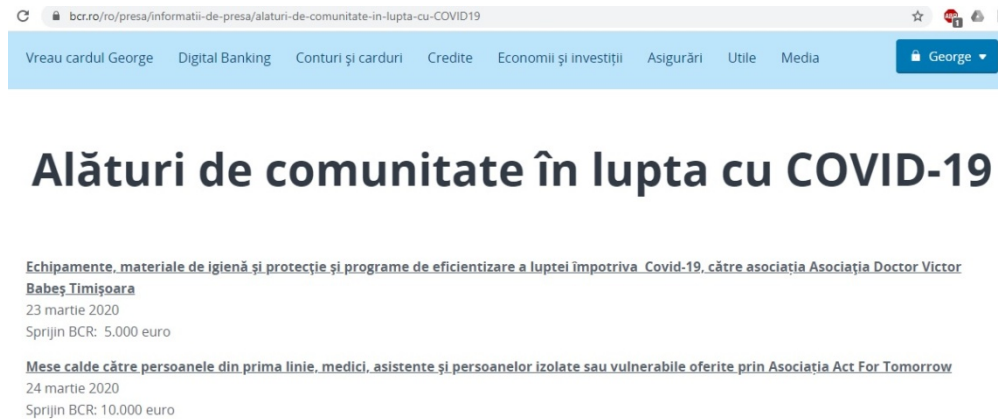 bcr.ro/ro/presa/informatii-de-presa/alaturi-de-comunitate-in-lupta-cu-COVID19
ABP
1
Vreau cardul George Digital Banking Conturi și carduri Credite Economii și investiții Asigurări Utile Media George
Alături de comunitate în lupta cu COVID-19
Echipamente, materiale de igienă și protecție și programe de eficientizare a luptei împotriva Covid-19, către asociația Asociația Doctor Victor
Babeș Timișoara
23 martie 2020
Sprijin BCR: 5.000 euro
Mese calde către persoanele din prima linie, medici, asistente și persoanelor izolate sau vulnerabile oferite prin Asociația Act For Tomorrow
24 martie 2020
Sprijin BCR: 10.000 euro